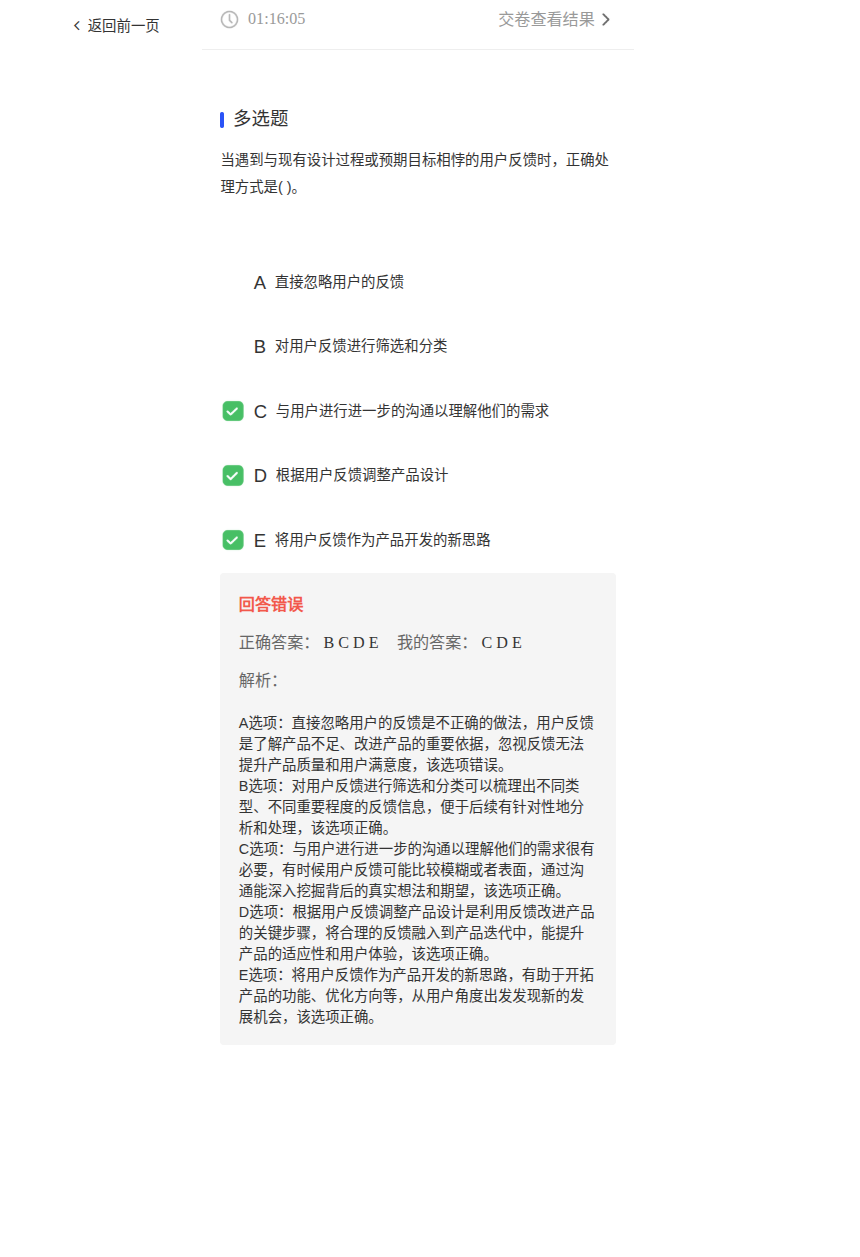 返回前一页
01:16:05 交卷查看结果
多选题
当遇到与现有设计过程或预期目标相悖的用户反馈时，正确处
理方式是( )。
A 直接忽略用户的反馈
B 对用户反馈进行筛选和分类
C 与用户进行进一步的沟通以理解他们的需求
D 根据用户反馈调整产品设计
E 将用户反馈作为产品开发的新思路
回答错误
正确答案： B C D E 我的答案： C D E
解析：
A选项：直接忽略用户的反馈是不正确的做法，用户反馈
是了解产品不足、改进产品的重要依据，忽视反馈无法
提升产品质量和用户满意度，该选项错误。
B选项：对用户反馈进行筛选和分类可以梳理出不同类
型、不同重要程度的反馈信息，便于后续有针对性地分
析和处理，该选项正确。
C选项：与用户进行进一步的沟通以理解他们的需求很有
必要，有时候用户反馈可能比较模糊或者表面，通过沟
通能深入挖掘背后的真实想法和期望，该选项正确。
D选项：根据用户反馈调整产品设计是利用反馈改进产品
的关键步骤，将合理的反馈融入到产品迭代中，能提升
产品的适应性和用户体验，该选项正确。
E选项：将用户反馈作为产品开发的新思路，有助于开拓
产品的功能、优化方向等，从用户角度出发发现新的发
展机会，该选项正确。